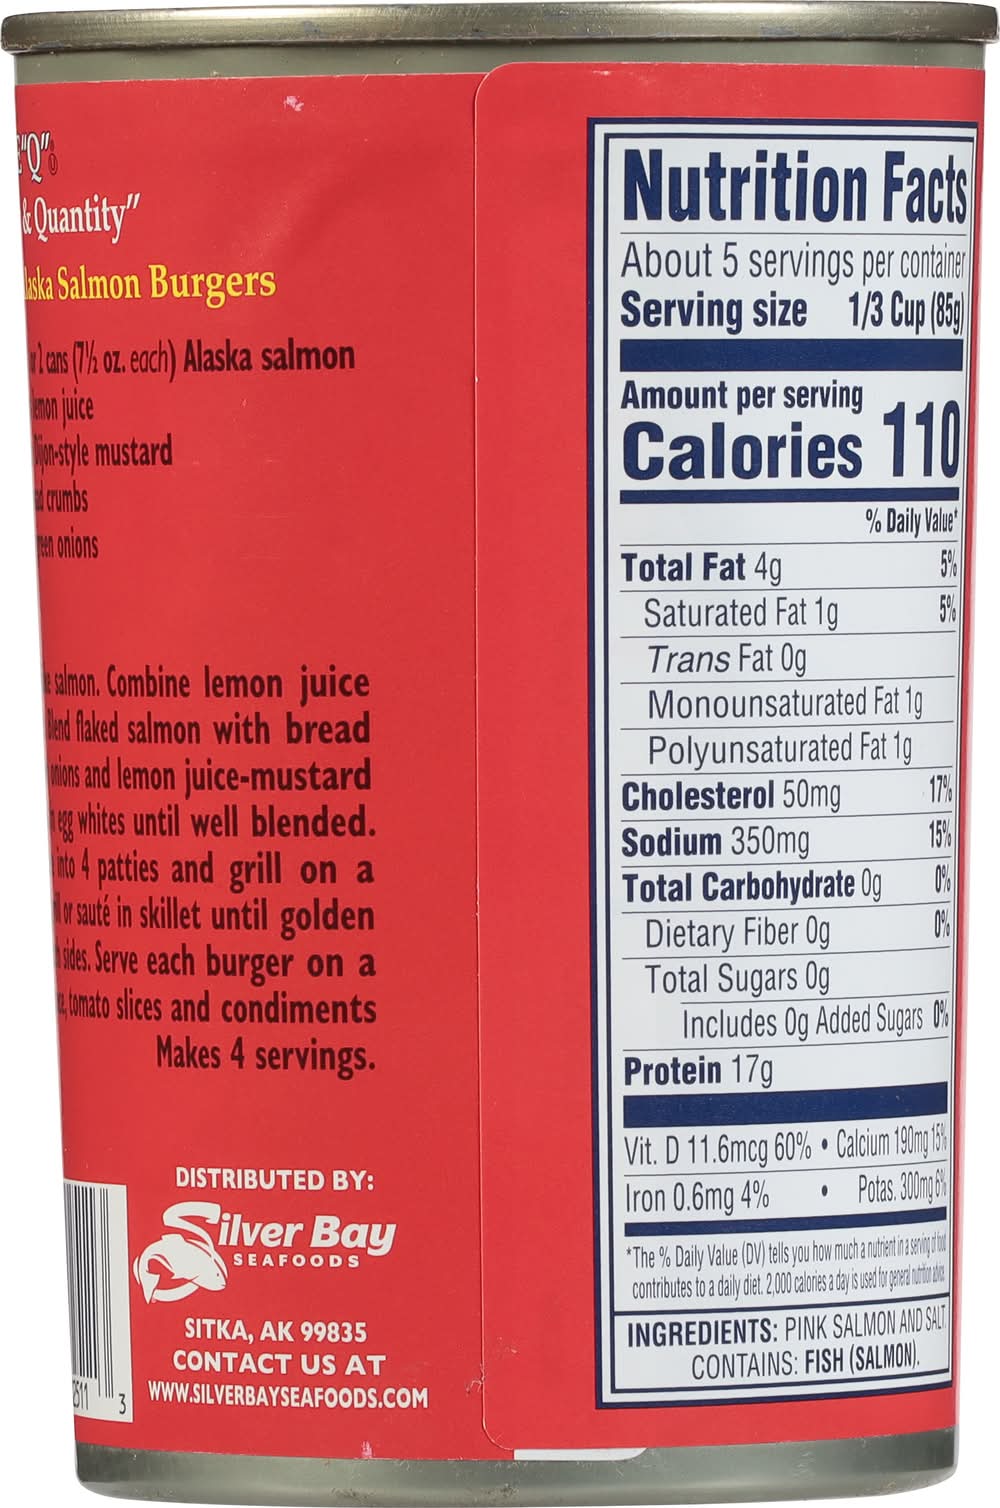 "Q"
& Quantity"
Salmon Burgers
2 cans (7½ oz. each) Alaska salmon
juice
mustard
crumbs
onions
salmon. Combine lemon juice
Blend flaked salmon with bread
onions and lemon juice-mustard
egg whites until well blended.
into 4 patties and grill on a
or sauté in skillet until golden
sides. Serve each burger on a
tomato slices and condiments
Makes 4 servings.
DISTRIBUTED BY:
Silver Bay
SEAFOODS
SITKA, AK 99835
CONTACT US AT
WWW.SILVERBAYSEAFOODS.COM
2511 3
Nutrition Facts
About 5 servings per container
Serving size 1/3 Cup (85g)
Amount per serving
Calories 110
% Daily Value*
Total Fat 4g 5%
Saturated Fat 1g 5%
Trans Fat 0g
Monounsaturated Fat 1g
Polyunsaturated Fat 1g
Cholesterol 50mg 17%
Sodium 350mg 15%
Total Carbohydrate 0g 0%
Dietary Fiber 0g 0%
Total Sugars 0g
Includes 0g Added Sugars 0%
Protein 17g
Vit. D 11.6mcg 60% • Calcium 190mg 15%
Iron 0.6mg 4% • Potas. 300mg 6%
*The % Daily Value (DV) tells you how much a nutrient in a serving of food
contributes to a daily diet. 2,000 calories a day is used for general nutrition advice.
INGREDIENTS: PINK SALMON AND SALT.
CONTAINS: FISH (SALMON).